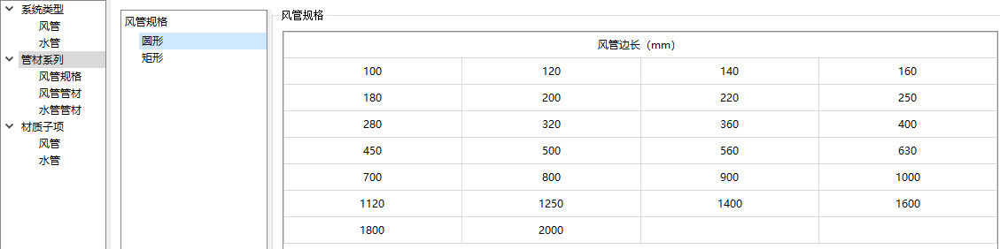 系统类型
风管
水管
管材系列
风管规格
风管管材
水管管材
材质子项
风管
水管
风管规格
圆形
矩形
风管规格
风管边长（mm）
100 120 140 160
180 200 220 250
280 320 360 400
450 500 560 630
700 800 900 1000
1120 1250 1400 1600
1800 2000